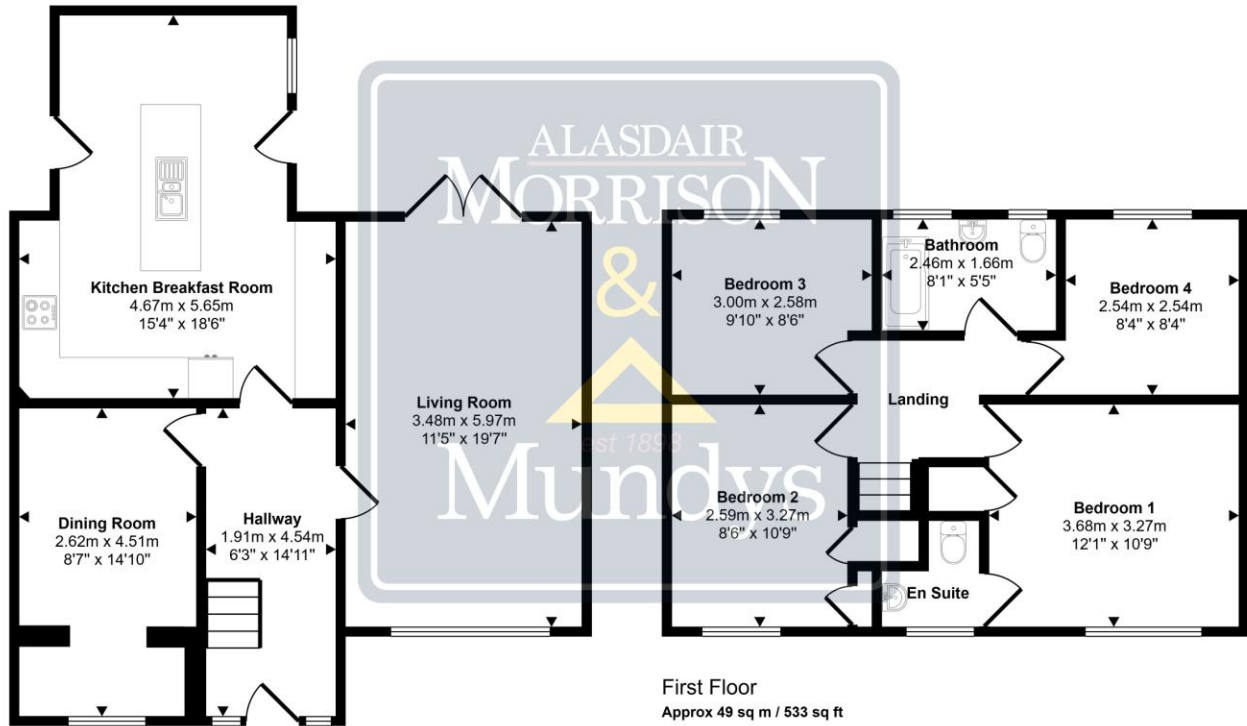 ALASDAIR
MORRISON
&
est 1898
Mundys
Kitchen Breakfast Room
4.67m x 5.65m
15'4" x 18'6"
Living Room
3.48m x 5.97m
11'5" x 19'7"
Dining Room
2.62m x 4.51m
8'7" x 14'10"
Hallway
1.91m x 4.54m
6'3" x 14'11"
Bedroom 3
3.00m x 2.58m
9'10" x 8'6"
Bathroom
2.46m x 1.66m
8'1" x 5'5"
Bedroom 4
2.54m x 2.54m
8'4" x 8'4"
Landing
Bedroom 2
2.59m x 3.27m
8'6" x 10'9"
Bedroom 1
3.68m x 3.27m
12'1" x 10'9"
En Suite
First Floor
Approx 49 sq m / 533 sq ft